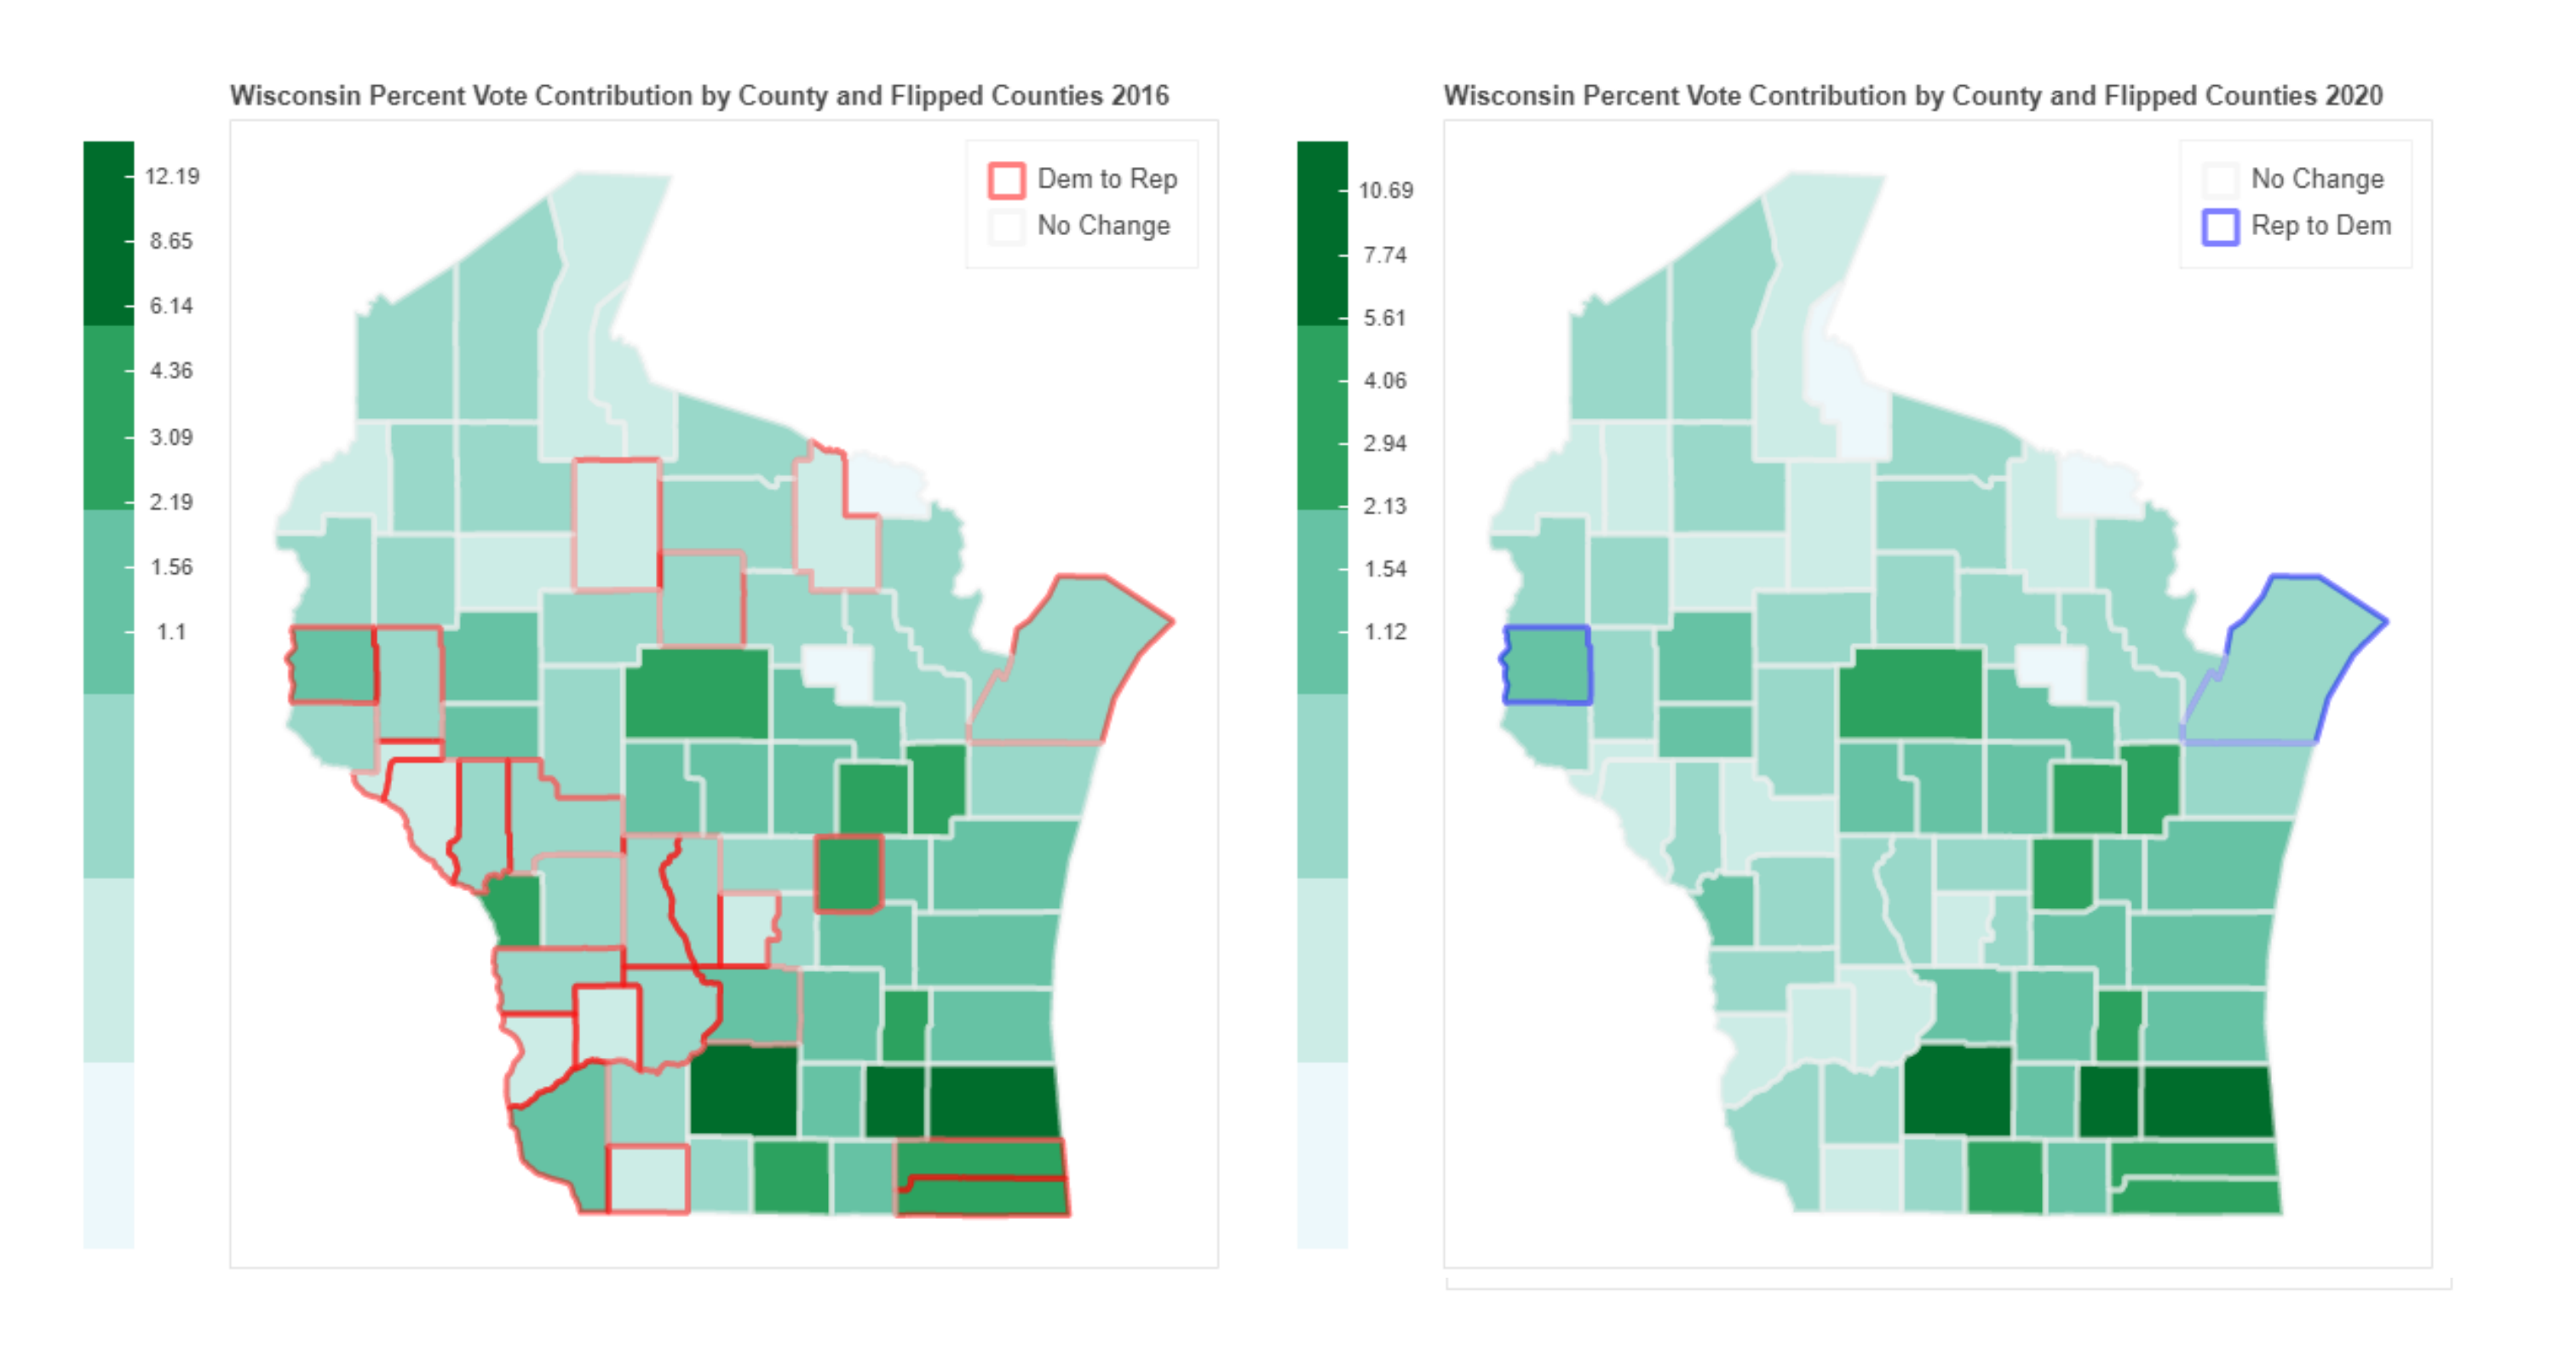 Wisconsin Percent Vote Contribution by County and Flipped Counties 2016
12.19
8.65
6.14
4.36
3.09
2.19
1.56
1.1
Dem to Rep
No Change
Wisconsin Percent Vote Contribution by County and Flipped Counties 2020
10.69
7.74
5.61
4.06
2.94
2.13
1.54
1.12
No Change
Rep to Dem